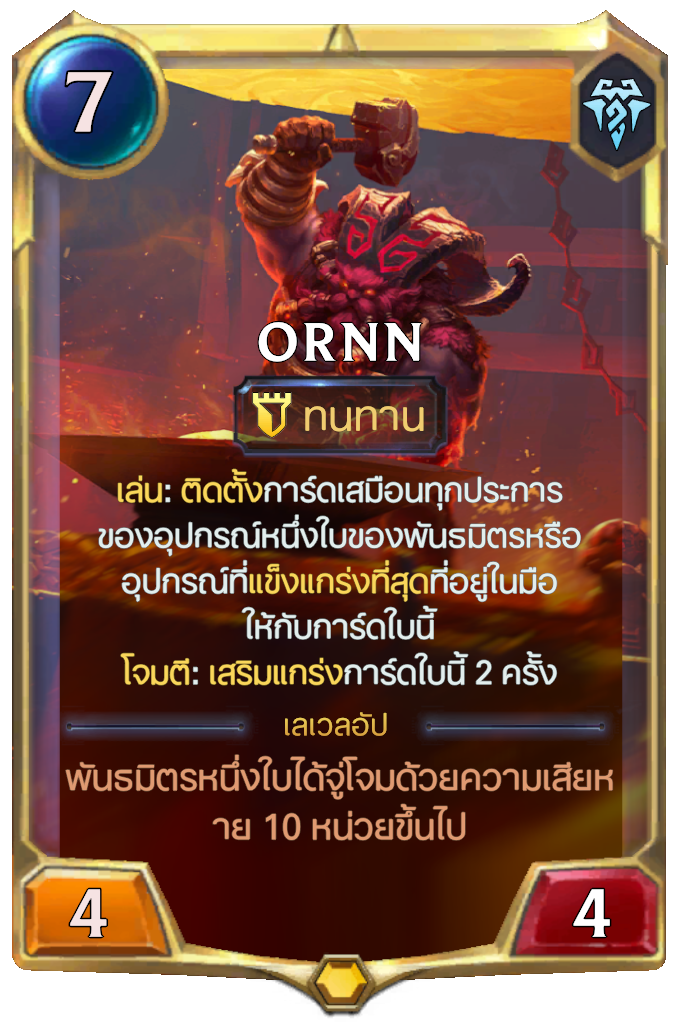 7
ORNN
ทนทาน
เล่น: ติดตั้งการ์ดเสมือนทุกประการ
ของอุปกรณ์หนึ่งใบของพันธมิตรหรือ
อุปกรณ์ที่แข็งแกร่งที่สุดที่อยู่ในมือ
ให้กับการ์ดใบนี้
โจมตี: เสริมแกร่งการ์ดใบนี้ 2 ครั้ง
เลเวลอัป
พันธมิตรหนึ่งใบได้จู่โจมด้วยความเสียห
าย 10 หน่วยขึ้นไป
4
4